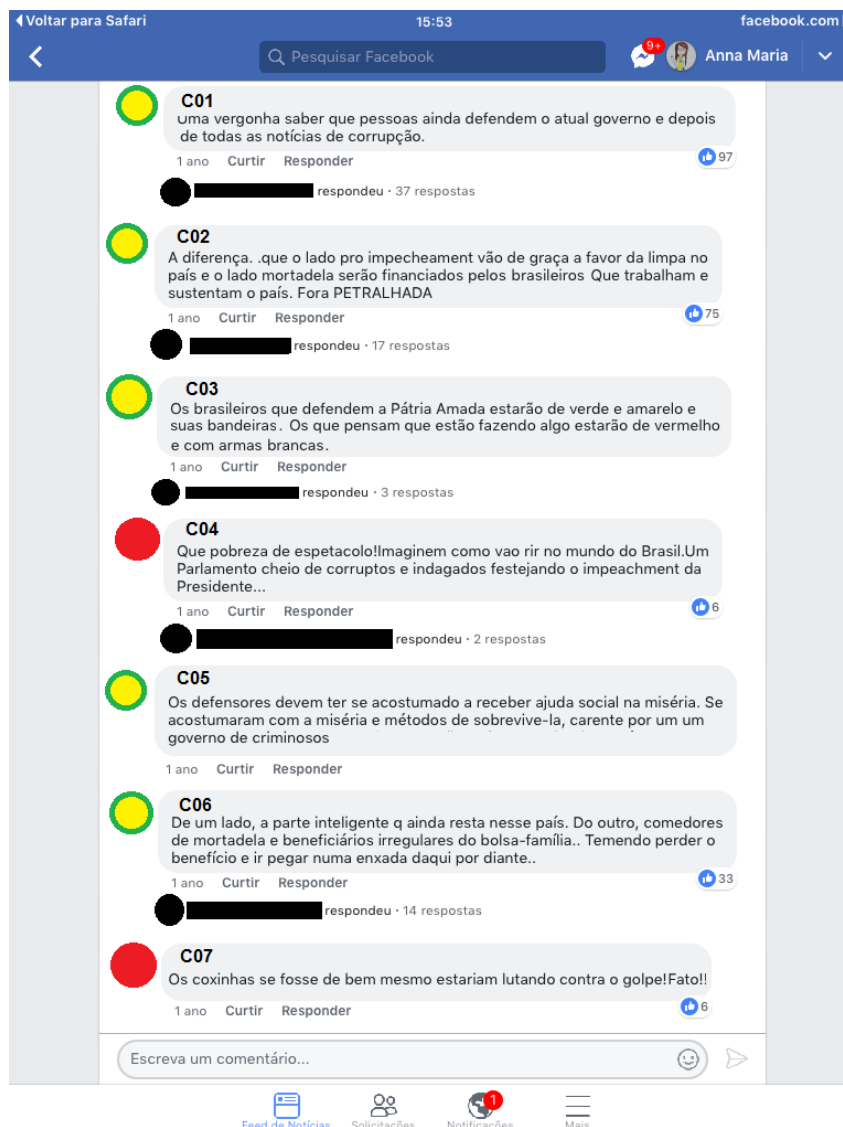 Voltar para Safari 15:53 facebook.com
Pesquisar Facebook 9+ Anna Maria
C01
uma vergonha saber que pessoas ainda defendem o atual governo e depois
de todas as notícias de corrupção.
1 ano Curtir Responder 97
respondeu · 37 respostas
C02
A diferença. .que o lado pro impecheament vão de graça a favor da limpa no
país e o lado mortadela serão financiados pelos brasileiros Que trabalham e
sustentam o país. Fora PETRALHADA
1 ano Curtir Responder 75
respondeu · 17 respostas
C03
Os brasileiros que defendem a Pátria Amada estarão de verde e amarelo e
suas bandeiras. Os que pensam que estão fazendo algo estarão de vermelho
e com armas brancas.
1 ano Curtir Responder
respondeu · 3 respostas
C04
Que pobreza de espetacolo!Imaginem como vao rir no mundo do Brasil.Um
Parlamento cheio de corruptos e indagados festejando o impeachment da
Presidente...
1 ano Curtir Responder 6
respondeu · 2 respostas
C05
Os defensores devem ter se acostumado a receber ajuda social na miséria. Se
acostumaram com a miséria e métodos de sobrevive-la, carente por um um
governo de criminosos
1 ano Curtir Responder
C06
De um lado, a parte inteligente q ainda resta nesse país. Do outro, comedores
de mortadela e beneficiários irregulares do bolsa-família.. Temendo perder o
benefício e ir pegar numa enxada daqui por diante..
1 ano Curtir Responder 33
respondeu · 14 respostas
C07
Os coxinhas se fosse de bem mesmo estariam lutando contra o golpe!Fato!!
1 ano Curtir Responder 6
Escreva um comentário...
1
Feed de Notícias Solicitações Notificações Mais